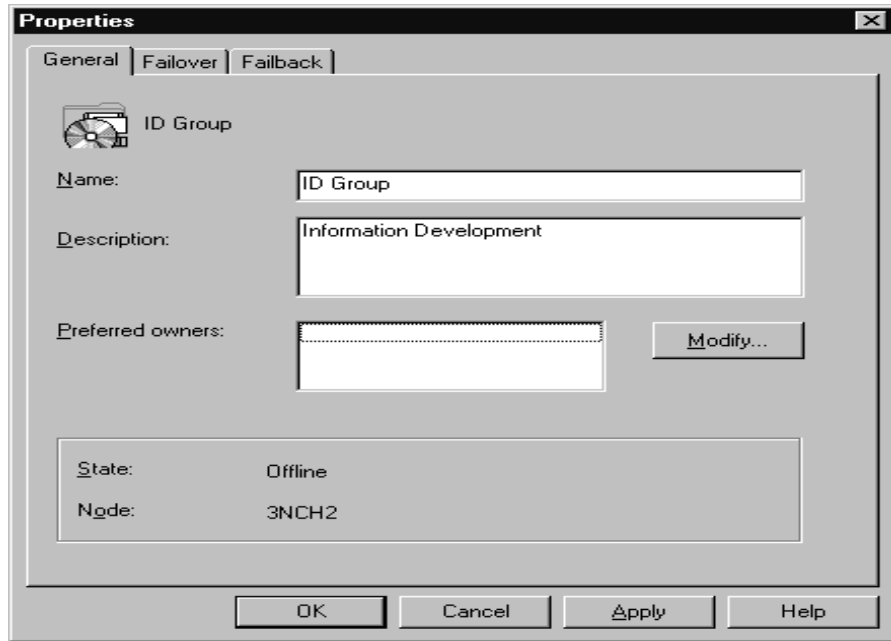 Properties
General Failover Failback
ID Group
Name: ID Group
Description: Information Development
Preferred owners: Modify...
State: Offline
Node: 3NCH2
OK Cancel Apply Help